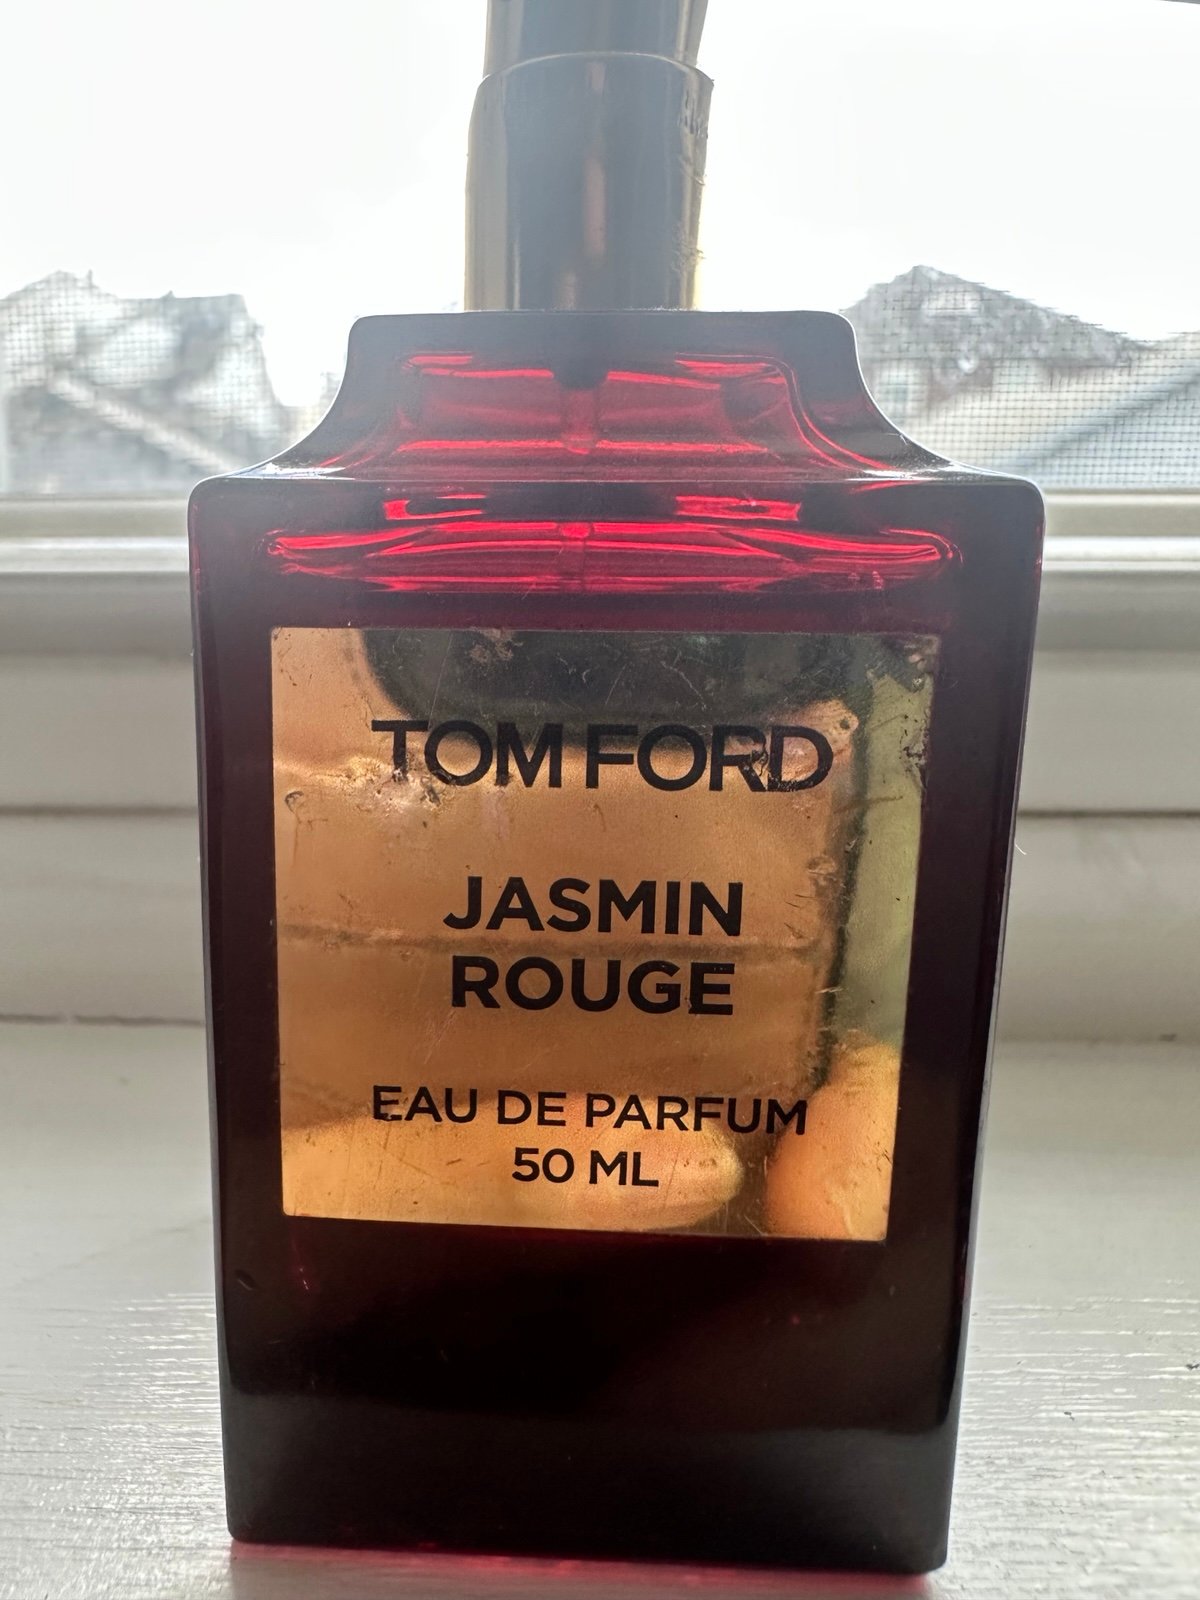 TOM FORD
JASMIN
ROUGE
EAU DE PARFUM
50 ML